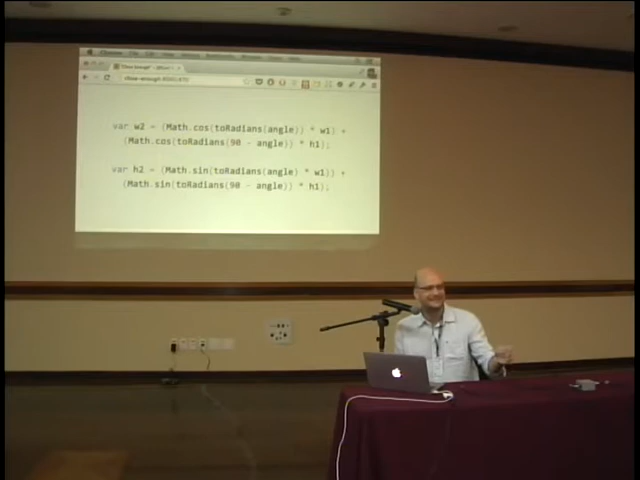 var w2 = (Math.cos(toRadians(angle)) * w1) +
(Math.cos(toRadians(90 - angle)) * h1);
var h2 = (Math.sin(toRadians(angle) * w1)) +
(Math.sin(toRadians(90 - angle)) * h1);